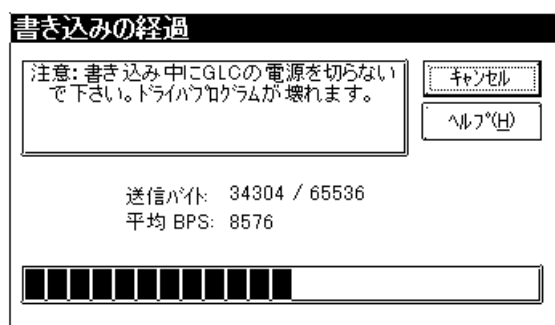 書き込みの経過
注意: 書き込み中にGLCの電源を切らない
で下さい。ﾄﾞﾗｲﾊﾞﾌﾟﾛｸﾞﾗﾑが壊れます。
ｷｬﾝｾﾙ
ﾍﾙﾌﾟ(H)
送信ﾊﾞｲﾄ: 34304 / 65536
平均 BPS: 8576